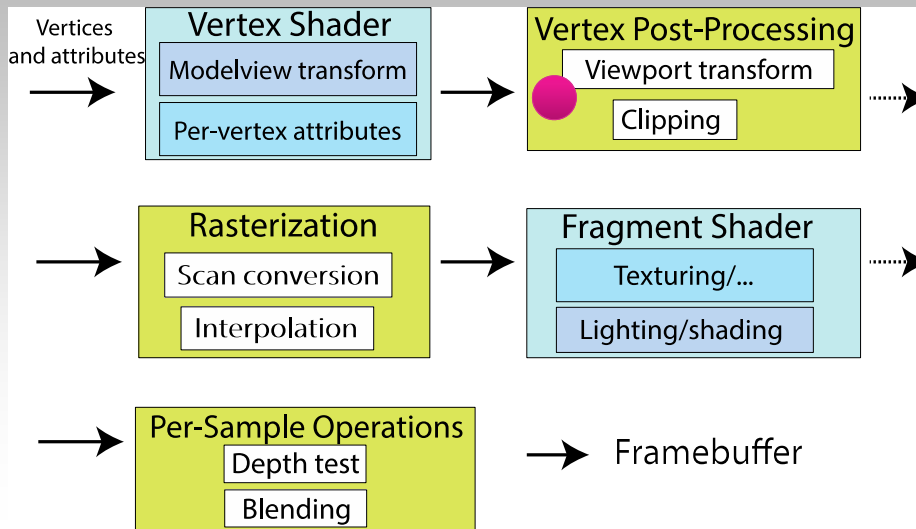 Vertices
and attributes
Vertex Shader
Modelview transform
Per-vertex attributes
Vertex Post-Processing
Viewport transform
Clipping
Rasterization
Scan conversion
Interpolation
Fragment Shader
Texturing/...
Lighting/shading
Per-Sample Operations
Depth test
Blending
Framebuffer